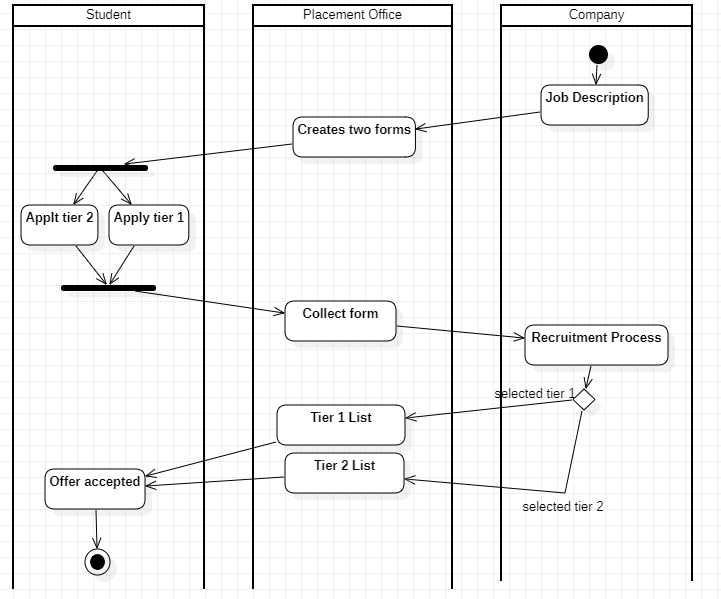 Student
Placement Office
Company
Job Description
Creates two forms
Applt tier 2
Apply tier 1
Collect form
Recruitment Process
selected tier 1
Tier 1 List
Tier 2 List
Offer accepted
selected tier 2